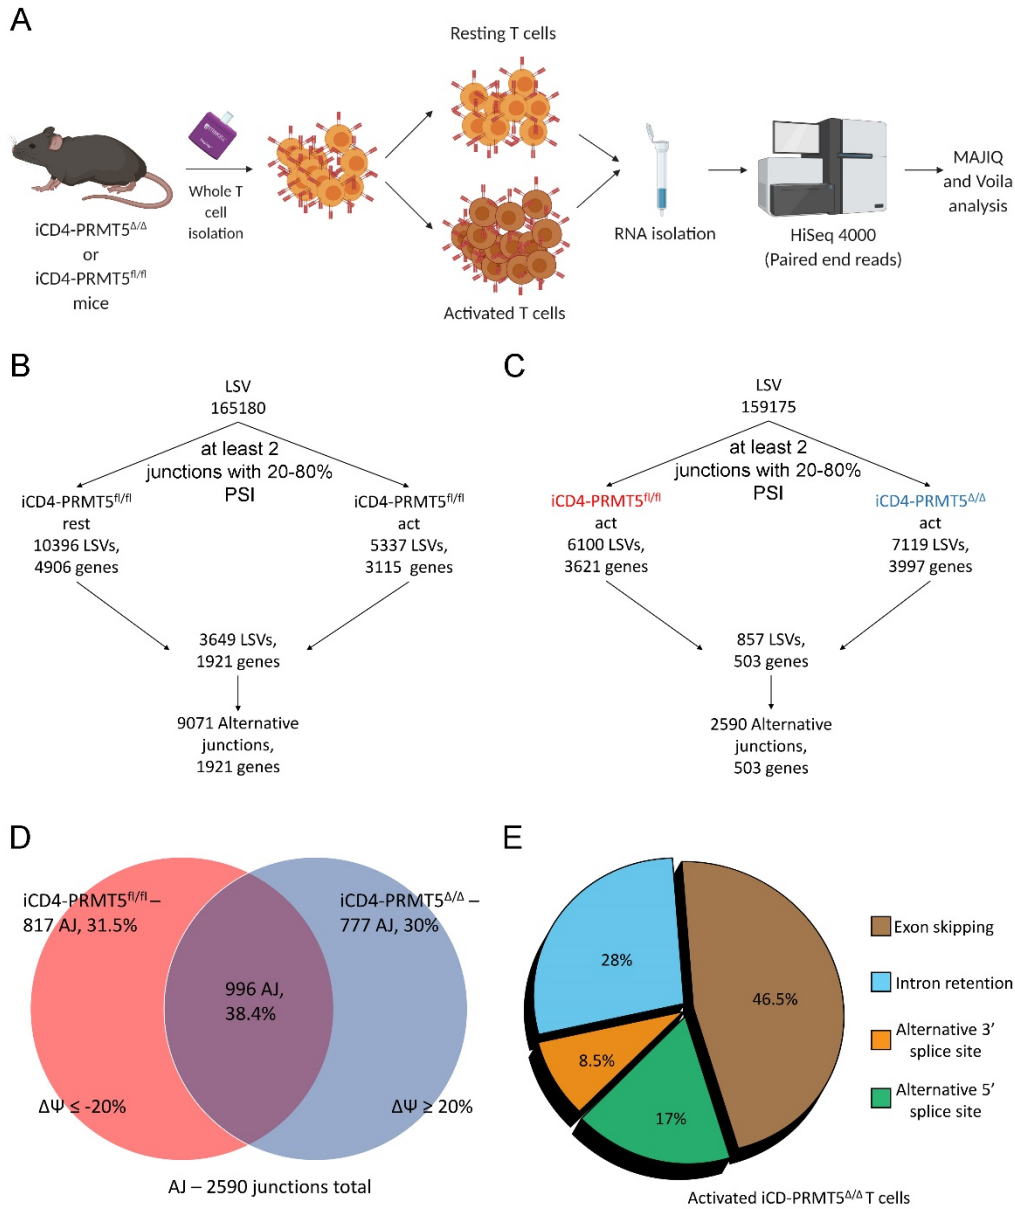 A
Resting T cells
Whole T
cell
isolation
iCD4-PRMT5Δ/Δ
or
iCD4-PRMT5fl/fl
mice
Activated T cells
RNA isolation
HiSeq 4000
(Paired end reads)
MAJIQ
and Voila
analysis
B
LSV
165180
at least 2
junctions with 20-80%
PSI
iCD4-PRMT5fl/fl
rest
10396 LSVs,
4906 genes
iCD4-PRMT5fl/fl
act
5337 LSVs,
3115 genes
3649 LSVs,
1921 genes
9071 Alternative
junctions,
1921 genes
C
LSV
159175
at least 2
junctions with 20-80%
PSI
iCD4-PRMT5fl/fl
act
6100 LSVs,
3621 genes
iCD4-PRMT5Δ/Δ
act
7119 LSVs,
3997 genes
857 LSVs,
503 genes
2590 Alternative
junctions,
503 genes
D
iCD4-PRMT5fl/fl –
817 AJ, 31.5%
iCD4-PRMT5Δ/Δ –
777 AJ, 30%
996 AJ,
38.4%
ΔΨ ≤ -20%
ΔΨ ≥ 20%
AJ – 2590 junctions total
E
28%
46.5%
8.5%
17%
Exon skipping
Intron retention
Alternative 3’
splice site
Alternative 5’
splice site
Activated iCD-PRMT5Δ/Δ T cells